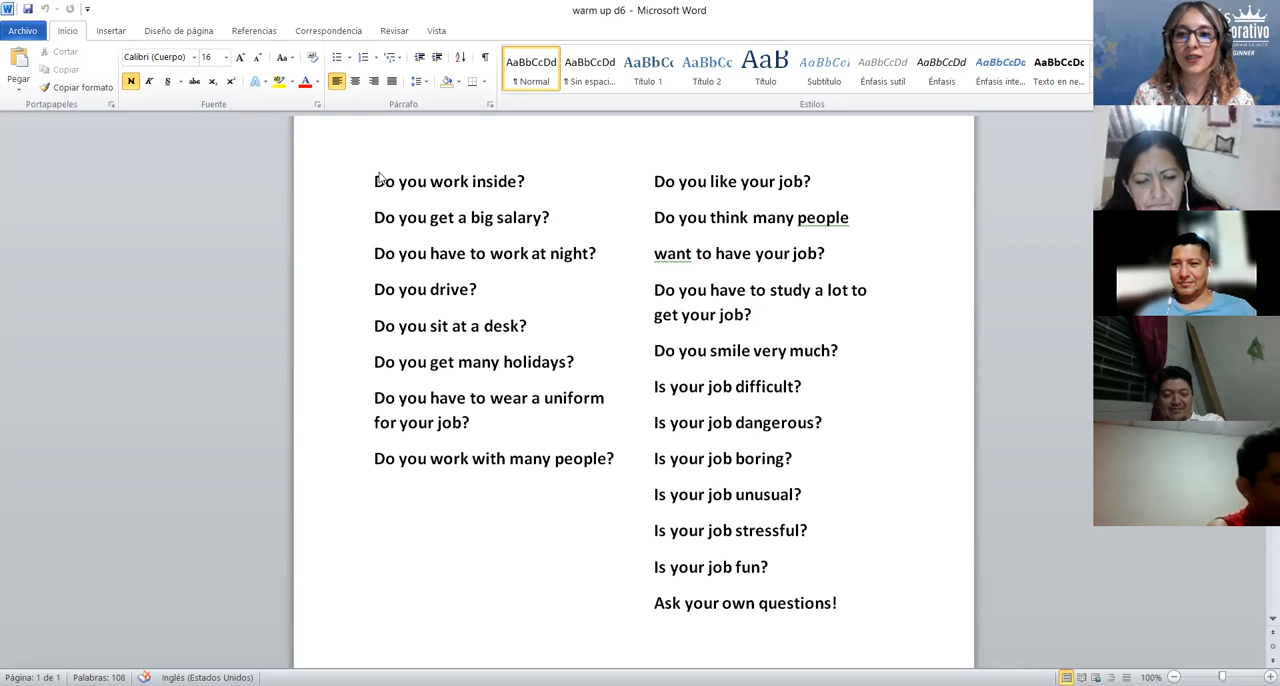 warm up d6 - Microsoft Word
Archivo
Inicio
Insertar
Diseño de página
Referencias
Correspondencia
Revisar
Vista
Pegar
Cortar
Copiar
Copiar formato
Portapapeles
Calibri (Cuerpo)
16
Fuente
Párrafo
AaBbCcDd
¶ Normal
AaBbCcDd
¶ Sin espaci...
AaBbCc
Título 1
AaBbCc
Título 2
AaB
Título
AaBbCcI
Subtítulo
AaBbCcDd
Énfasis sutil
AaBbCcDd
Énfasis
AaBbCcDc
Énfasis inte...
AaBbCcDc
Texto en ne...
Estilos
Do you work inside?
Do you get a big salary?
Do you have to work at night?
Do you drive?
Do you sit at a desk?
Do you get many holidays?
Do you have to wear a uniform
for your job?
Do you work with many people?
Do you like your job?
Do you think many people
want to have your job?
Do you have to study a lot to
get your job?
Do you smile very much?
Is your job difficult?
Is your job dangerous?
Is your job boring?
Is your job unusual?
Is your job stressful?
Is your job fun?
Ask your own questions!
Página: 1 de 1
Palabras: 108
Inglés (Estados Unidos)
100%